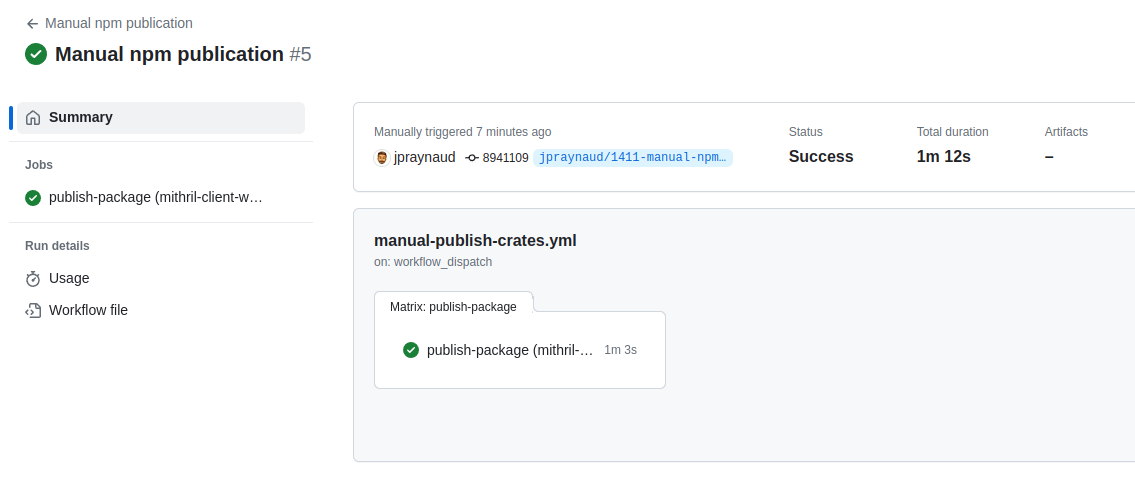 Manual npm publication
Manual npm publication #5
Summary
Jobs
publish-package (mithril-client-w…
Run details
Usage
Workflow file
Manually triggered 7 minutes ago
jpraynaud 8941109 jpraynaud/1411-manual-npm…
Status
Success
Total duration
1m 12s
Artifacts
–
manual-publish-crates.yml
on: workflow_dispatch
Matrix: publish-package
publish-package (mithril-… 1m 3s